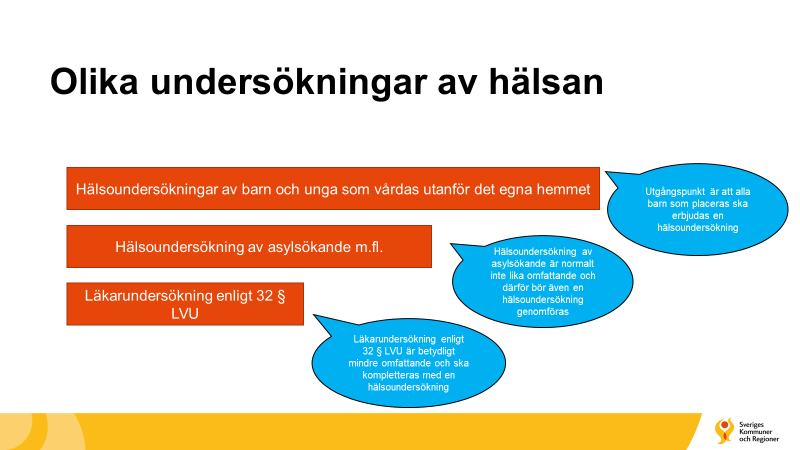 Olika undersökningar av hälsan
Hälsoundersökningar av barn och unga som vårdas utanför det egna hemmet
Utgångspunkt är att alla
barn som placeras ska
erbjudas en
hälsoundersökning
Hälsoundersökning av asylsökande m.fl.
Hälsoundersökning av
asylsökande är normalt
inte lika omfattande och
därför bör även en
hälsoundersökning
genomföras
Läkarundersökning enligt 32 §
LVU
Läkarundersökning enligt
32 § LVU är betydligt
mindre omfattande och ska
kompletteras med en
hälsoundersökning
Sveriges
Kommuner
och Regioner